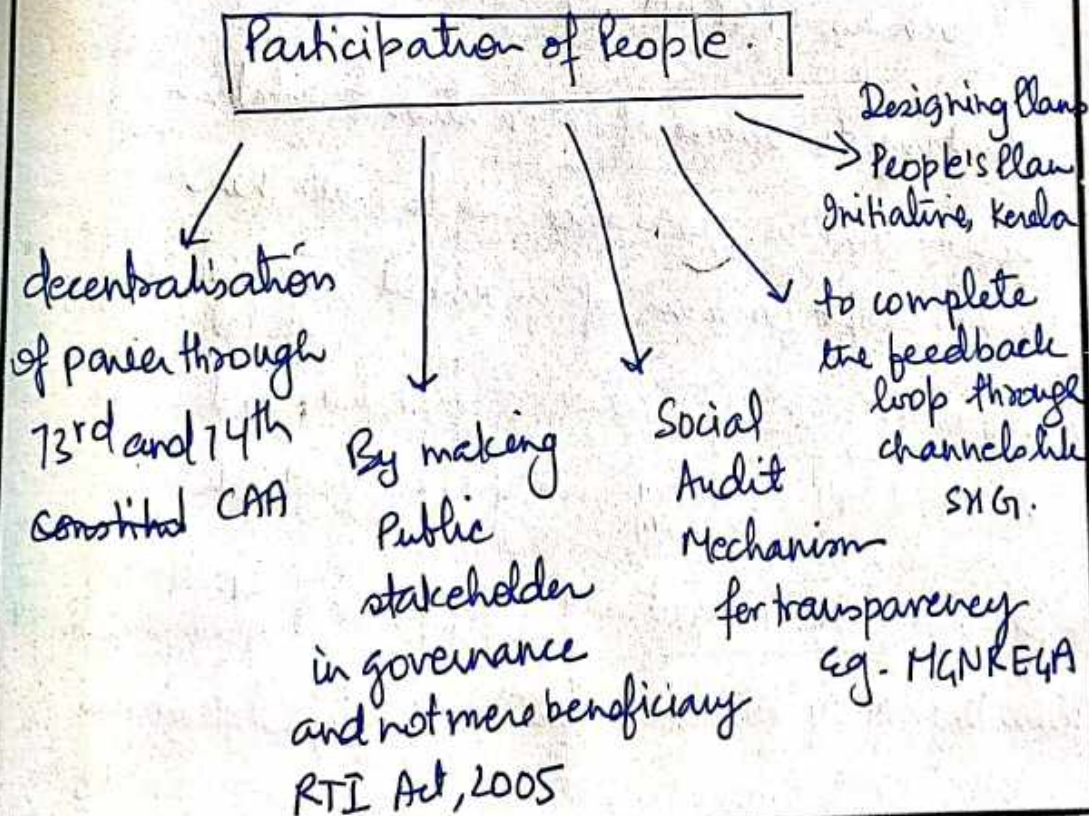 Participation of People.
decentralisation
of power through
73rd and 74th
constitnl CAA
By making
Public
stakeholder
in governance
and not mere beneficiary
RTI Act, 2005
Social
Audit
Mechanism
for transparency
eg. MGNREGA
to complete
the feedback
loop through
channels like
SHG.
Designing Plans
People's Plan
Initiative, Kerala